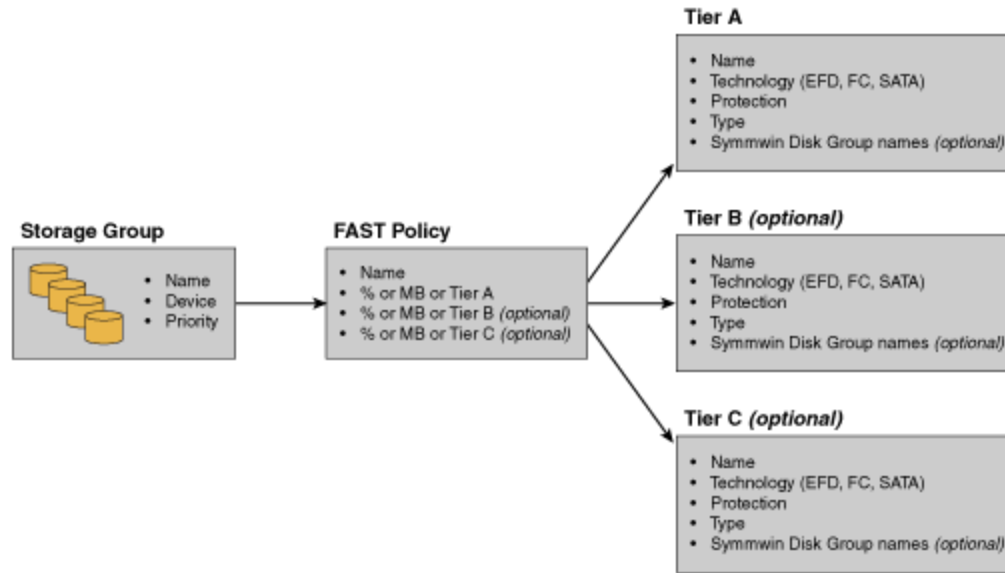 Tier A
• Name
• Technology (EFD, FC, SATA)
• Protection
• Type
• Symmwin Disk Group names (optional)
Storage Group
• Name
• Device
• Priority
FAST Policy
• Name
• % or MB or Tier A
• % or MB or Tier B (optional)
• % or MB or Tier C (optional)
Tier B (optional)
• Name
• Technology (EFD, FC, SATA)
• Protection
• Type
• Symmwin Disk Group names (optional)
Tier C (optional)
• Name
• Technology (EFD, FC, SATA)
• Protection
• Type
• Symmwin Disk Group names (optional)